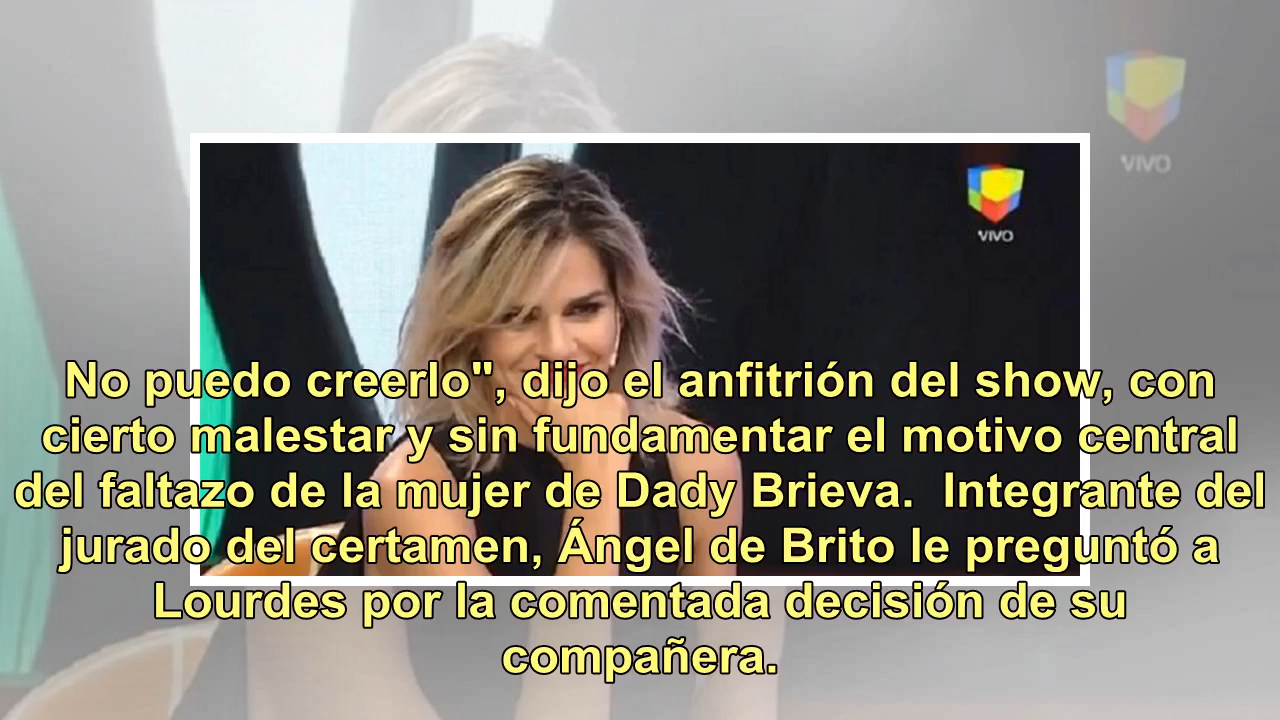 VIVO
VIVO
No puedo creerlo", dijo el anfitrión del show, con
cierto malestar y sin fundamentar el motivo central
del faltazo de la mujer de Dady Brieva.  Integrante del
jurado del certamen, Ángel de Brito le preguntó a
Lourdes por la comentada decisión de su
compañera.